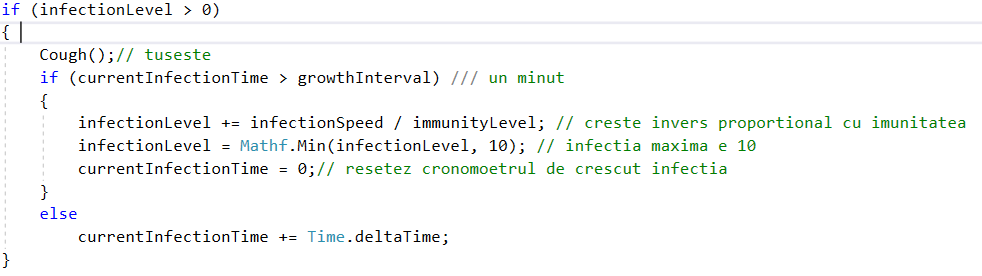 if (infectionLevel > 0)
{
Cough();// tuseste
if (currentInfectionTime > growthInterval) /// un minut
{
infectionLevel += infectionSpeed / immunityLevel; // creste invers proportional cu imunitatea
infectionLevel = Mathf.Min(infectionLevel, 10); // infectia maxima e 10
currentInfectionTime = 0;// resetez cronomoetrul de crescut infectia
}
else
currentInfectionTime += Time.deltaTime;
}